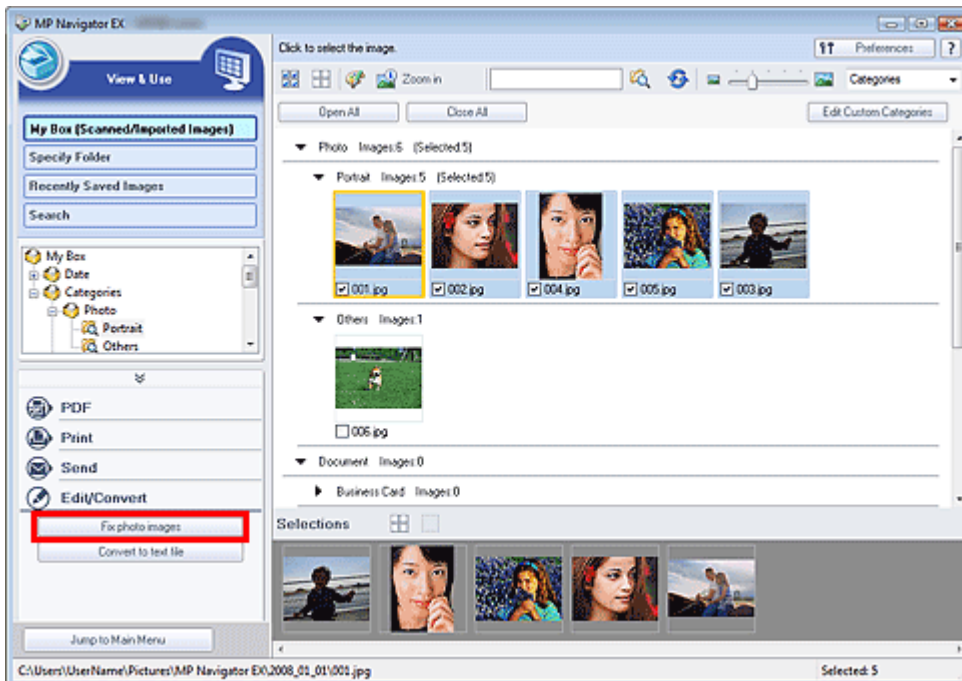 MP Navigator EX
View & Use
My Box (Scanned/Imported Images)
Specify Folder
Recently Saved Images
Search
My Box
Date
Categories
Photo
Portrait
Others
PDF
Print
Send
Edit/Convert
Fix photo images
Convert to text file
Jump to Main Menu
Click to select the image.
Preferences
?
Zoom in
Categories
Open All
Close All
Edit Custom Categories
Photo Images:6 (Selected:5)
Portrait Images:5 (Selected:5)
001.jpg
002.jpg
004.jpg
005.jpg
003.jpg
Others Images:1
006.jpg
Document Images:0
Business Card Images:0
Selections
C:\Users\UserName\Pictures\MP Navigator EX\2008_01_01\001.jpg
Selected: 5